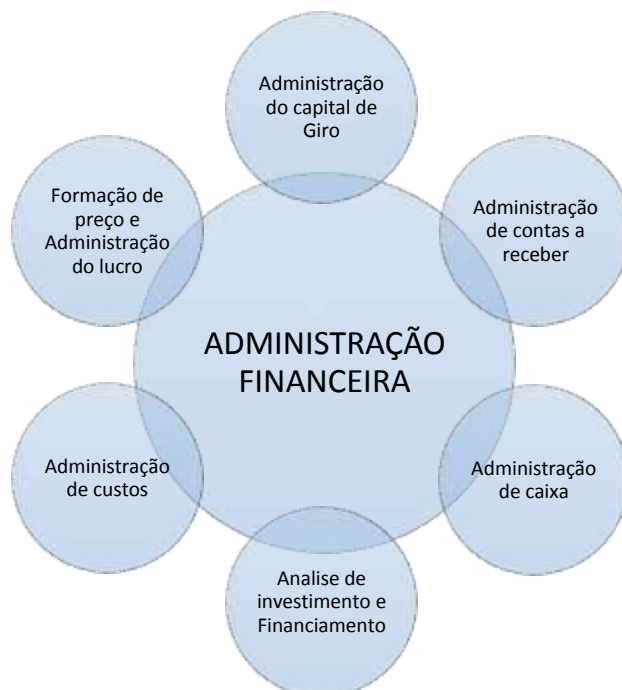 Administração
do capital de
Giro
Formação de
preço e
Administração
do lucro
Administração
de contas a
receber
ADMINISTRAÇÃO
FINANCEIRA
Administração
de custos
Administração
de caixa
Analise de
investimento e
Financiamento